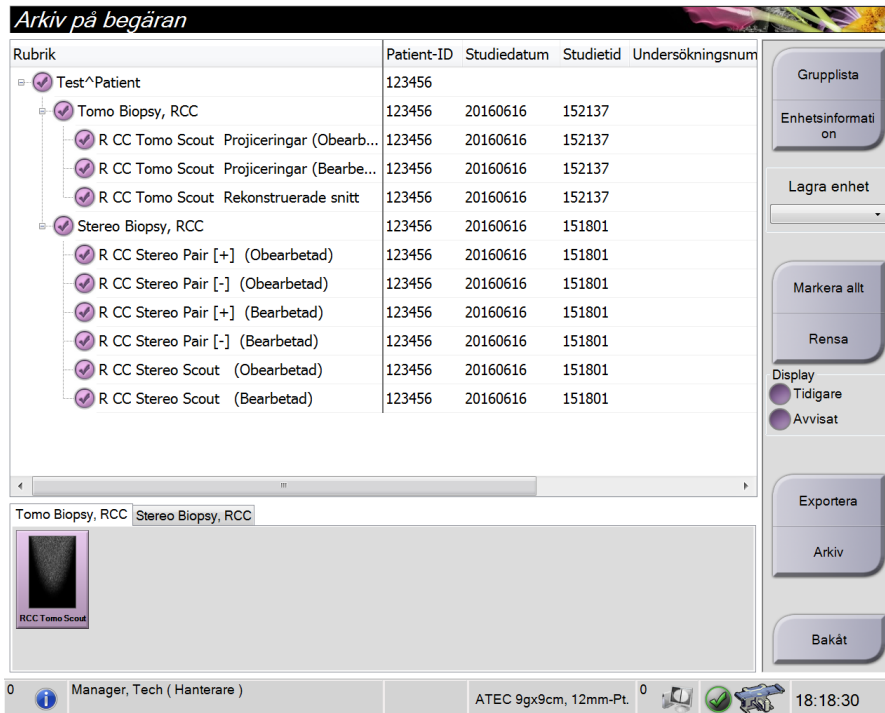 Arkiv på begäran
Rubrik Patient-ID Studiedatum Studietid Undersökningsnum
Test^Patient 123456
Tomo Biopsy, RCC 123456 20160616 152137
R CC Tomo Scout Projiceringar (Obearb... 123456 20160616 152137
R CC Tomo Scout Projiceringar (Bearbe... 123456 20160616 152137
R CC Tomo Scout Rekonstruerade snitt 123456 20160616 152137
Stereo Biopsy, RCC 123456 20160616 151801
R CC Stereo Pair [+] (Obearbetad) 123456 20160616 151801
R CC Stereo Pair [-] (Obearbetad) 123456 20160616 151801
R CC Stereo Pair [+] (Bearbetad) 123456 20160616 151801
R CC Stereo Pair [-] (Bearbetad) 123456 20160616 151801
R CC Stereo Scout (Obearbetad) 123456 20160616 151801
R CC Stereo Scout (Bearbetad) 123456 20160616 151801
Grupplista
Enhetsinformati
on
Lagra enhet
Markera allt
Rensa
Display
Tidigare
Avvisat
Exportera
Arkiv
Bakåt
Tomo Biopsy, RCC Stereo Biopsy, RCC
RCC Tomo Scout
0 Manager, Tech ( Hanterare ) ATEC 9gx9cm, 12mm-Pt. 0 18:18:30